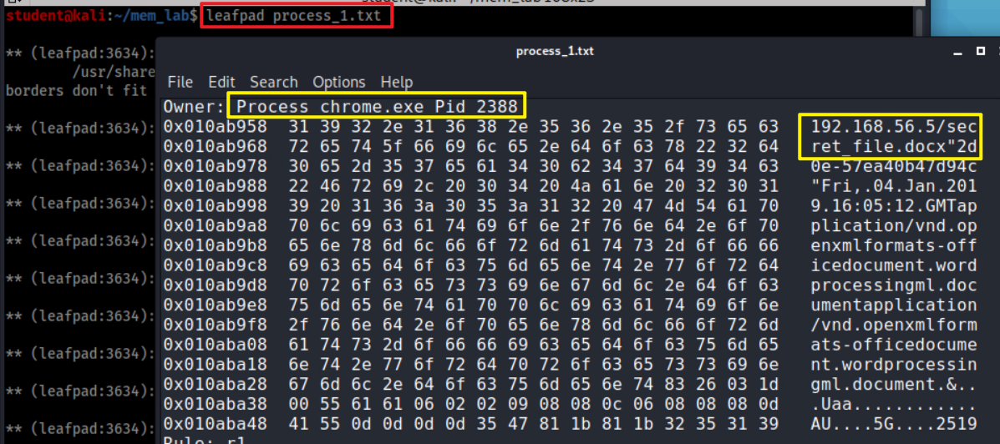 student@kali:~/mem_lab$ leafpad process_1.txt
** (leafpad:3634):
/usr/share
borders don't fit
** (leafpad:3634):
** (leafpad:3634):
** (leafpad:3634):
** (leafpad:3634):
** (leafpad:3634):
** (leafpad:3634):
** (leafpad:3634):
** (leafpad:3634):
** (leafpad:3634):
process_1.txt
File Edit Search Options Help
Owner: Process chrome.exe Pid 2388
0x010ab958 31 39 32 2e 31 36 38 2e 35 36 2e 35 2f 73 65 63 192.168.56.5/sec
0x010ab968 72 65 74 5f 66 69 6c 65 2e 64 6f 63 78 22 32 64 ret_file.docx"2d
0x010ab978 30 65 2d 35 37 65 61 34 30 62 34 37 64 39 34 63 0e-57ea40b47d94c
0x010ab988 22 46 72 69 2c 20 30 34 20 4a 61 6e 20 32 30 31 "Fri,.04.Jan.201
0x010ab998 39 20 31 36 3a 30 35 3a 31 32 20 47 4d 54 61 70 9.16:05:12.GMTap
0x010ab9a8 70 6c 69 63 61 74 69 6f 6e 2f 76 6e 64 2e 6f 70 plication/vnd.op
0x010ab9b8 65 6e 78 6d 6c 66 6f 72 6d 61 74 73 2d 6f 66 66 enxmlformats-off
0x010ab9c8 69 63 65 64 6f 63 75 6d 65 6e 74 2e 77 6f 72 64 icedocument.word
0x010ab9d8 70 72 6f 63 65 73 73 69 6e 67 6d 6c 2e 64 6f 63 processingml.doc
0x010ab9e8 75 6d 65 6e 74 61 70 70 6c 69 63 61 74 69 6f 6e umentapplication
0x010ab9f8 2f 76 6e 64 2e 6f 70 65 6e 78 6d 6c 66 6f 72 6d /vnd.openxmlform
0x010aba08 61 74 73 2d 6f 66 66 69 63 65 64 6f 63 75 6d 65 ats-officedocume
0x010aba18 6e 74 2e 77 6f 72 64 70 72 6f 63 65 73 73 69 6e nt.wordprocessin
0x010aba28 67 6d 6c 2e 64 6f 63 75 6d 65 6e 74 83 26 03 1d gml.document.&..
0x010aba38 00 55 61 61 06 02 02 09 08 08 0c 06 08 08 08 0d .Uaa............
0x010aba48 41 55 0d 0d 0d 0d 35 47 81 1b 81 1b 32 35 31 39 AU....5G....2519
Rule: r1